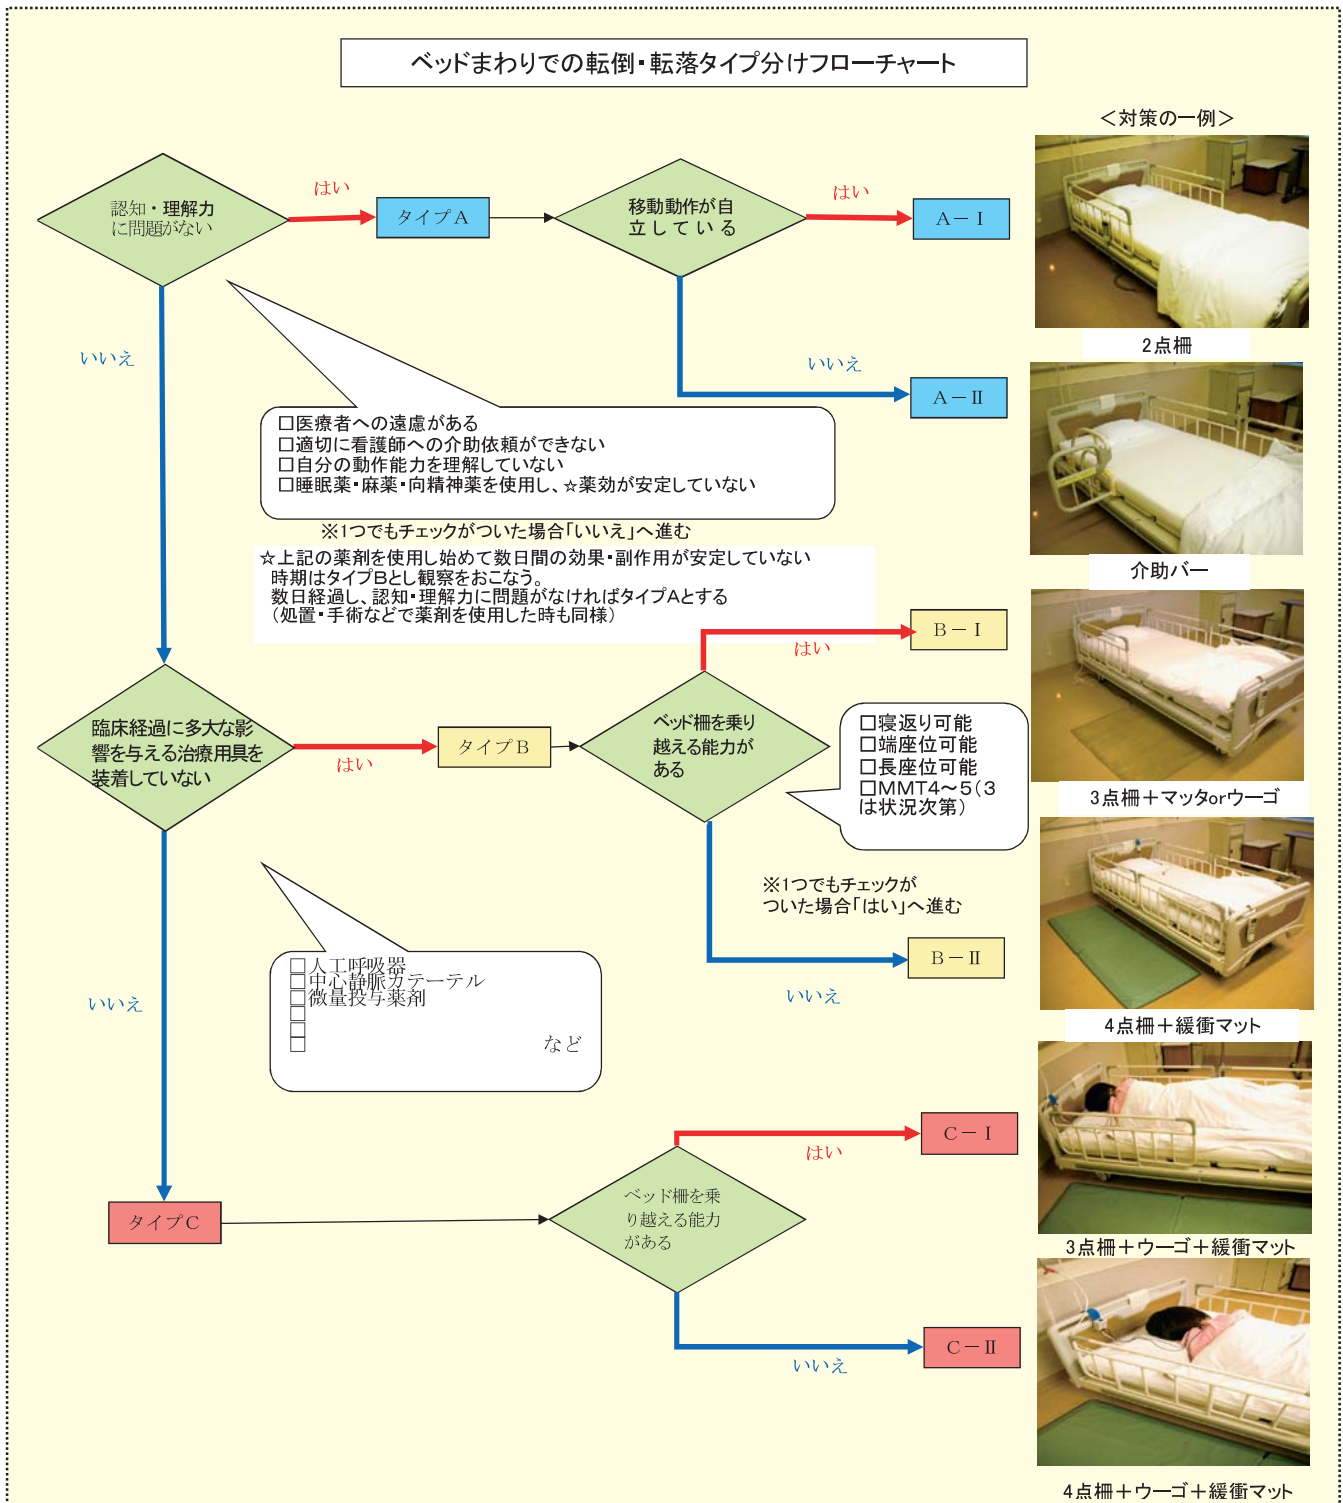 ベッドまわりでの転倒・転落タイプ分けフローチャート
＜対策の一例＞
認知・理解力
に問題がない
はい
タイプA
移動動作が自
立している
はい
A－Ⅰ
2点柵
いいえ
いいえ
A－Ⅱ
□医療者への遠慮がある
□適切に看護師への介助依頼ができない
□自分の動作能力を理解していない
□睡眠薬・麻薬・向精神薬を使用し、☆薬効が安定していない
※1つでもチェックがついた場合「いいえ」へ進む
☆上記の薬剤を使用し始めて数日間の効果・副作用が安定していない
時期はタイプBとし観察をおこなう。
数日経過し、認知・理解力に問題がなければタイプAとする
（処置・手術などで薬剤を使用した時も同様）
介助バー
B－Ⅰ
はい
臨床経過に多大な影
響を与える治療用具を
装着していない
はい
タイプB
ベッド柵を乗り
越える能力が
ある
□寝返り可能
□端座位可能
□長座位可能
□MMT4～5（3
は状況次第）
3点柵＋マッタorウーゴ
※1つでもチェックが
ついた場合「はい」へ進む
B－Ⅱ
いいえ
いいえ
□人工呼吸器
□中心静脈カテーテル
□微量投与薬剤
□
□
□ など
4点柵＋緩衝マット
C－Ⅰ
はい
タイプC
ベッド柵を乗
り越える能力
がある
3点柵＋ウーゴ＋緩衝マット
C－Ⅱ
いいえ
4点柵＋ウーゴ＋緩衝マット